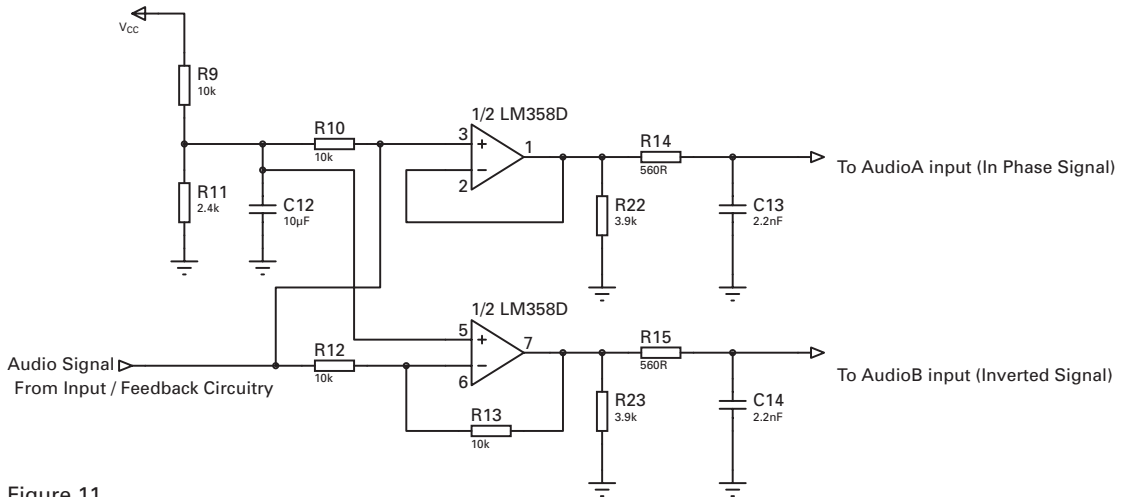 VCC
R9
10k
1/2 LM358D
R10
10k
3
+
1
-
2
R14
560R
To AudioA input (In Phase Signal)
R11
2.4k
C12
10µF
R22
3.9k
C13
2.2nF
1/2 LM358D
5
+
7
-
6
R15
560R
Audio Signal
From Input / Feedback Circuitry
R12
10k
To AudioB input (Inverted Signal)
R13
10k
R23
3.9k
C14
2.2nF
Figure 11